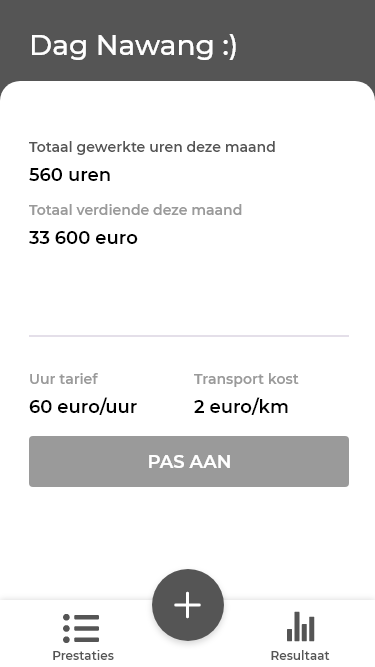 Dag Nawang :)
Totaal gewerkte uren deze maand
560 uren
Totaal verdiende deze maand
33 600 euro
Uur tarief
60 euro/uur
Transport kost
2 euro/km
PAS AAN
Prestaties
Resultaat